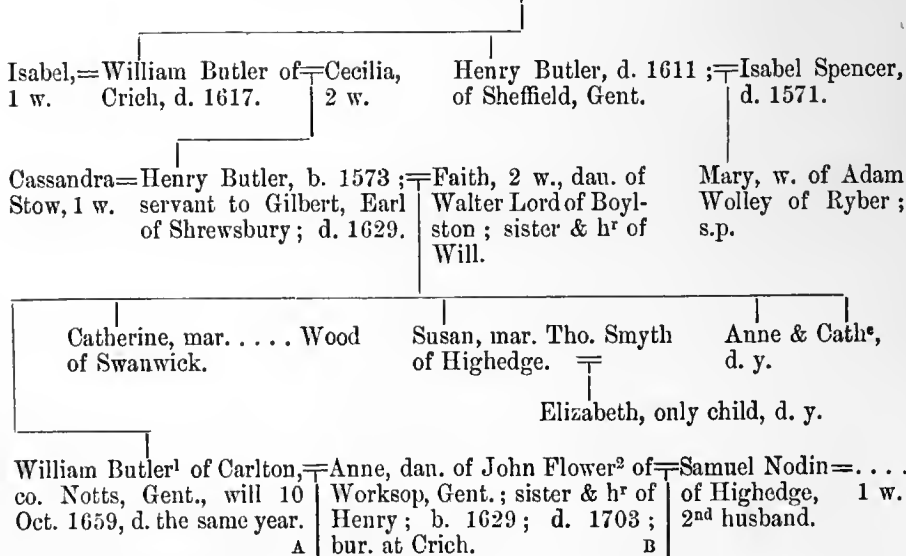 Isabel,=William Butler of=Cecilia,
1 w. Crich, d. 1617. 2 w.
Henry Butler, d. 1611 ;=Isabel Spencer,
of Sheffield, Gent. d. 1571.
Cassandra=Henry Butler, b. 1573 ;=Faith, 2 w., dau. of
Stow, 1 w. servant to Gilbert, Earl Walter Lord of Boyl-
of Shrewsbury ; d. 1629. ston ; sister & hr of
Will.
Mary, w. of Adam
Wolley of Ryber ;
s.p.
Catherine, mar. .... Wood
of Swanwick.
Susan, mar. Tho. Smyth
of Highedge. =
Anne & Cathe,
d. y.
Elizabeth, only child, d. y.
William Butler1 of Carlton,=Anne, dau. of John Flower2 of=Samuel Nodin=....
co. Notts, Gent., will 10 Worksop, Gent. ; sister & hr of of Highedge, 1 w.
Oct. 1659, d. the same year. Henry ; b. 1629 ; d. 1703 ; 2nd husband.
A bur. at Crich. B